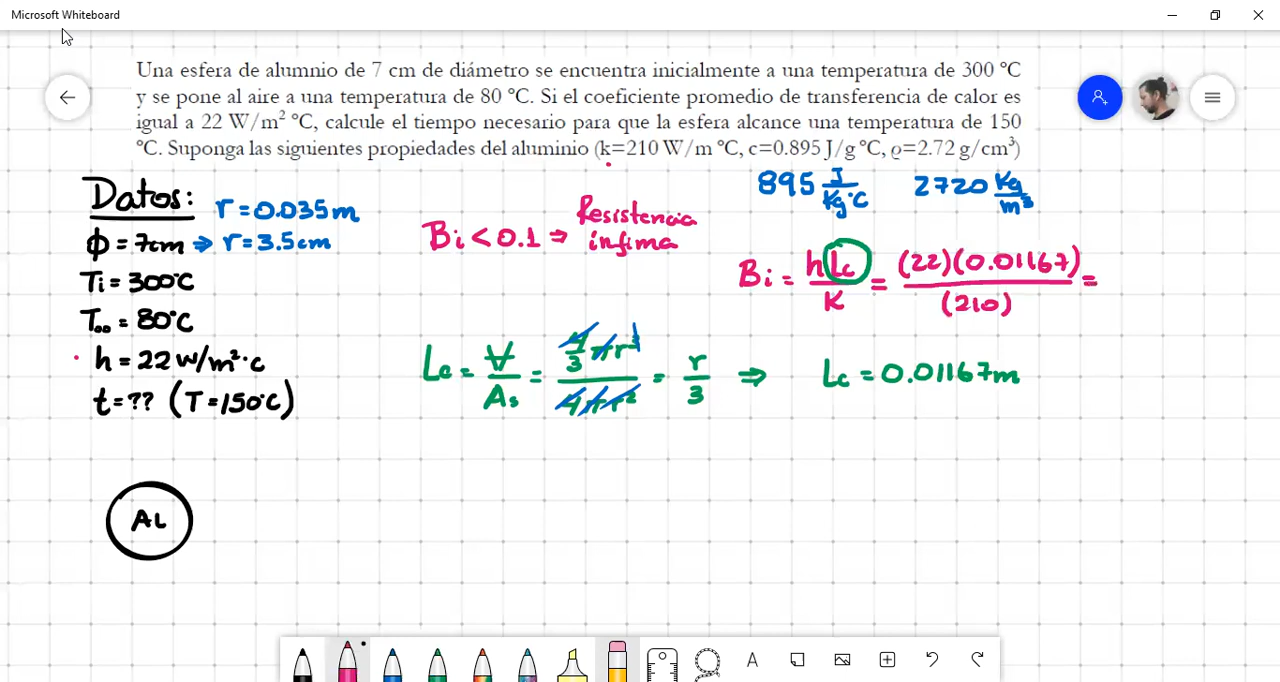 Microsoft Whiteboard
Una esfera de alumnio de 7 cm de diámetro se encuentra inicialmente a una temperatura de 300 °C
y se pone al aire a una temperatura de 80 °C. Si el coeficiente promedio de transferencia de calor es
igual a 22 W/m² °C, calcule el tiempo necesario para que la esfera alcance una temperatura de 150
°C. Suponga las siguientes propiedades del aluminio (k=210 W/m °C, c=0.895 J/g °C, ρ=2.72 g/cm³)
895 J/Kg°C 2720 Kg/m³
Datos:
r = 0.035m
φ = 7cm ⇒ r = 3.5cm
Ti = 300°C
T∞ = 80°C
h = 22 W/m²·c
t = ?? (T = 150°C)
Bi < 0.1 ⇒ Resistencia
ínfima
Bi = hLc/K = (22)(0.01167)/(210) =
Lc = V/As = 4/3 πr³ / 4πr² = r/3 ⇒ Lc = 0.01167m
AL
A